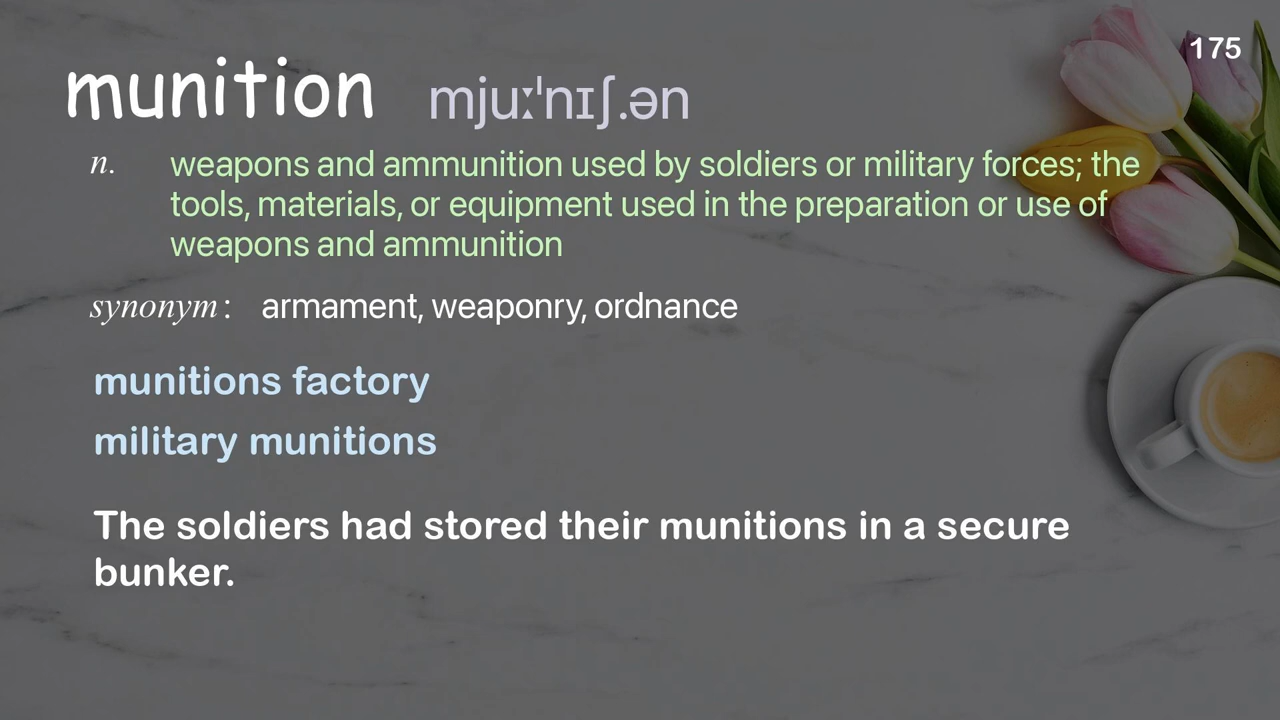 175
munition mjuːˈnɪʃ.ən
n. weapons and ammunition used by soldiers or military forces; the
tools, materials, or equipment used in the preparation or use of
weapons and ammunition
synonym: armament, weaponry, ordnance
munitions factory
military munitions
The soldiers had stored their munitions in a secure
bunker.